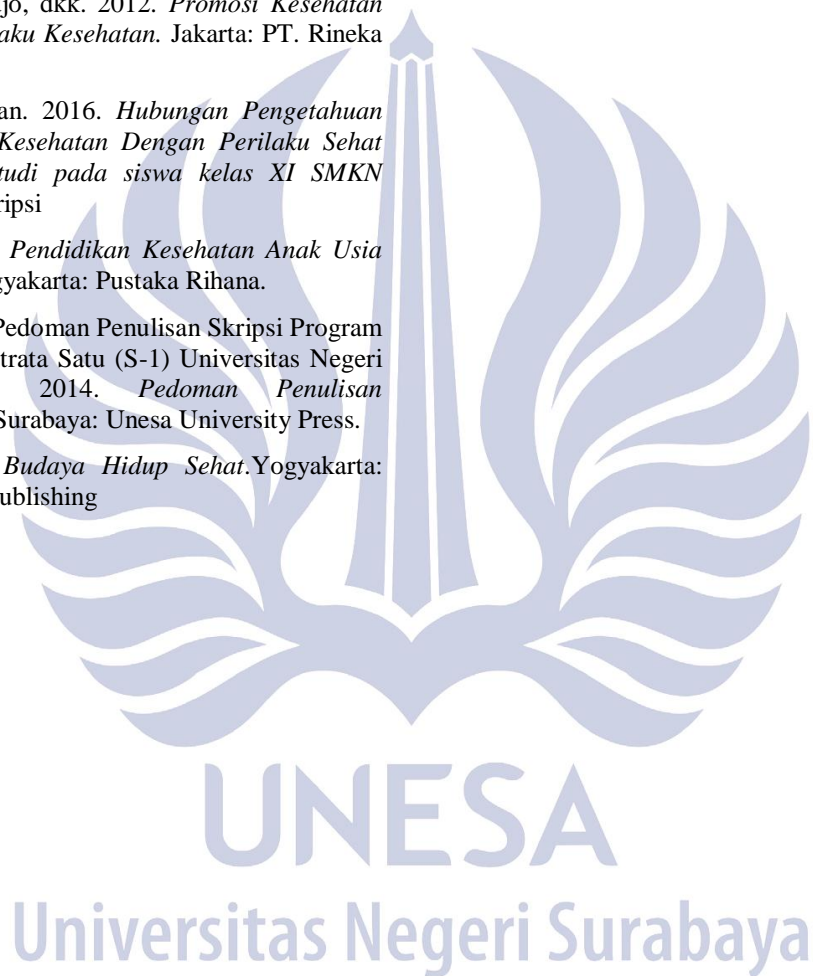 jo, dkk. 2012. Promosi Kesehatan
aku Kesehatan. Jakarta: PT. Rineka
an. 2016. Hubungan Pengetahuan
Kesehatan Dengan Perilaku Sehat
tudi pada siswa kelas XI SMKN
ripsi
Pendidikan Kesehatan Anak Usia
gyakarta: Pustaka Rihana.
Pedoman Penulisan Skripsi Program
trata Satu (S-1) Universitas Negeri
2014. Pedoman Penulisan
Surabaya: Unesa University Press.
Budaya Hidup Sehat.Yogyakarta:
ublishing
UNESA
Universitas Negeri Surabaya